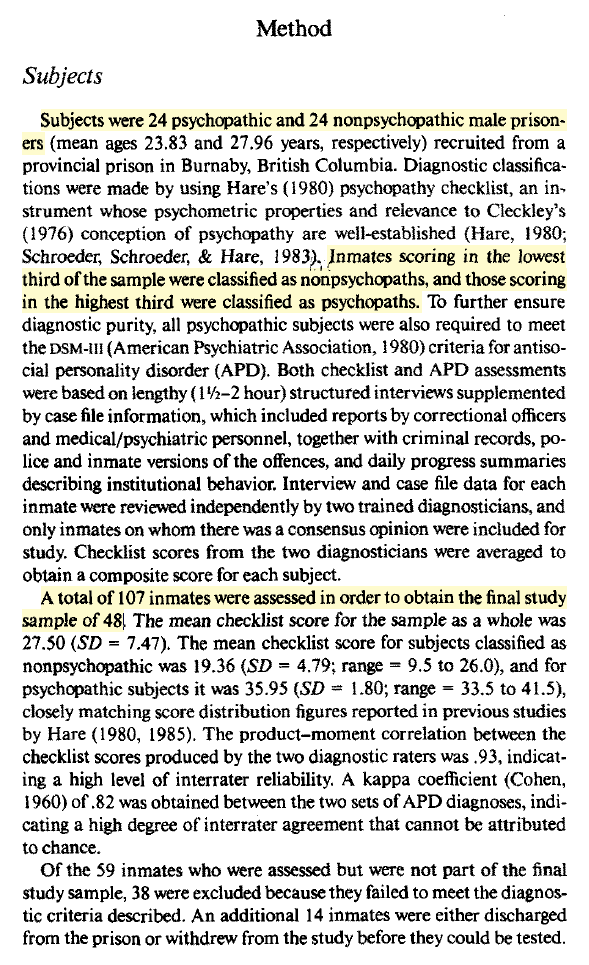 Method
Subjects
Subjects were 24 psychopathic and 24 nonpsychopathic male prison-
ers (mean ages 23.83 and 27.96 years, respectively) recruited from a
provincial prison in Burnaby, British Columbia. Diagnostic classifica-
tions were made by using Hare's (1980) psychopathy checklist, an in-
strument whose psychometric properties and relevance to Cleckley's
(1976) conception of psychopathy are well-established (Hare, 1980;
Schroeder, Schroeder, & Hare, 1983). Inmates scoring in the lowest
third of the sample were classified as nonpsychopaths, and those scoring
in the highest third were classified as psychopaths. To further ensure
diagnostic purity, all psychopathic subjects were also required to meet
the DSM-III (American Psychiatric Association, 1980) criteria for antiso-
cial personality disorder (APD). Both checklist and APD assessments
were based on lengthy (1½–2 hour) structured interviews supplemented
by case file information, which included reports by correctional officers
and medical/psychiatric personnel, together with criminal records, po-
lice and inmate versions of the offences, and daily progress summaries
describing institutional behavior. Interview and case file data for each
inmate were reviewed independently by two trained diagnosticians, and
only inmates on whom there was a consensus opinion were included for
study. Checklist scores from the two diagnosticians were averaged to
obtain a composite score for each subject.
A total of 107 inmates were assessed in order to obtain the final study
sample of 48. The mean checklist score for the sample as a whole was
27.50 (SD = 7.47). The mean checklist score for subjects classified as
nonpsychopathic was 19.36 (SD = 4.79; range = 9.5 to 26.0), and for
psychopathic subjects it was 35.95 (SD = 1.80; range = 33.5 to 41.5),
closely matching score distribution figures reported in previous studies
by Hare (1980, 1985). The product–moment correlation between the
checklist scores produced by the two diagnostic raters was .93, indicat-
ing a high level of interrater reliability. A kappa coefficient (Cohen,
1960) of .82 was obtained between the two sets of APD diagnoses, indi-
cating a high degree of interrater agreement that cannot be attributed
to chance.
Of the 59 inmates who were assessed but were not part of the final
study sample, 38 were excluded because they failed to meet the diagnos-
tic criteria described. An additional 14 inmates were either discharged
from the prison or withdrew from the study before they could be tested.